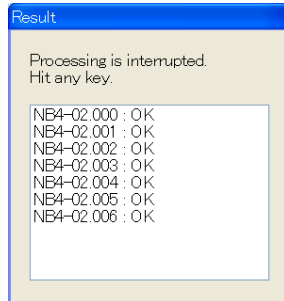 Result
Processing is interrupted.
Hit any key.
NB4-02.000 : OK
NB4-02.001 : OK
NB4-02.002 : OK
NB4-02.003 : OK
NB4-02.004 : OK
NB4-02.005 : OK
NB4-02.006 : OK